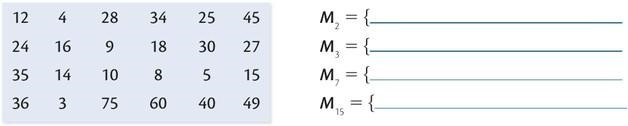 12 4 28 34 25 45
24 16 9 18 30 27
35 14 10 8 5 15
36 3 75 60 40 49
M₂ = {
M₃ = {
M₇ = {
M₁₅ = {